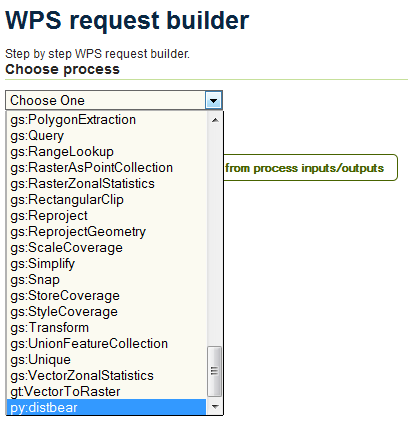 WPS request builder
Step by step WPS request builder.
Choose process
Choose One
gs:PolygonExtraction
gs:Query
gs:RangeLookup
gs:RasterAsPointCollection
gs:RasterZonalStatistics
from process inputs/outputs
gs:RectangularClip
gs:Reproject
gs:ReprojectGeometry
gs:ScaleCoverage
gs:Simplify
gs:Snap
gs:StoreCoverage
gs:StyleCoverage
gs:Transform
gs:UnionFeatureCollection
gs:Unique
gs:VectorZonalStatistics
gt:VectorToRaster
py:distbear